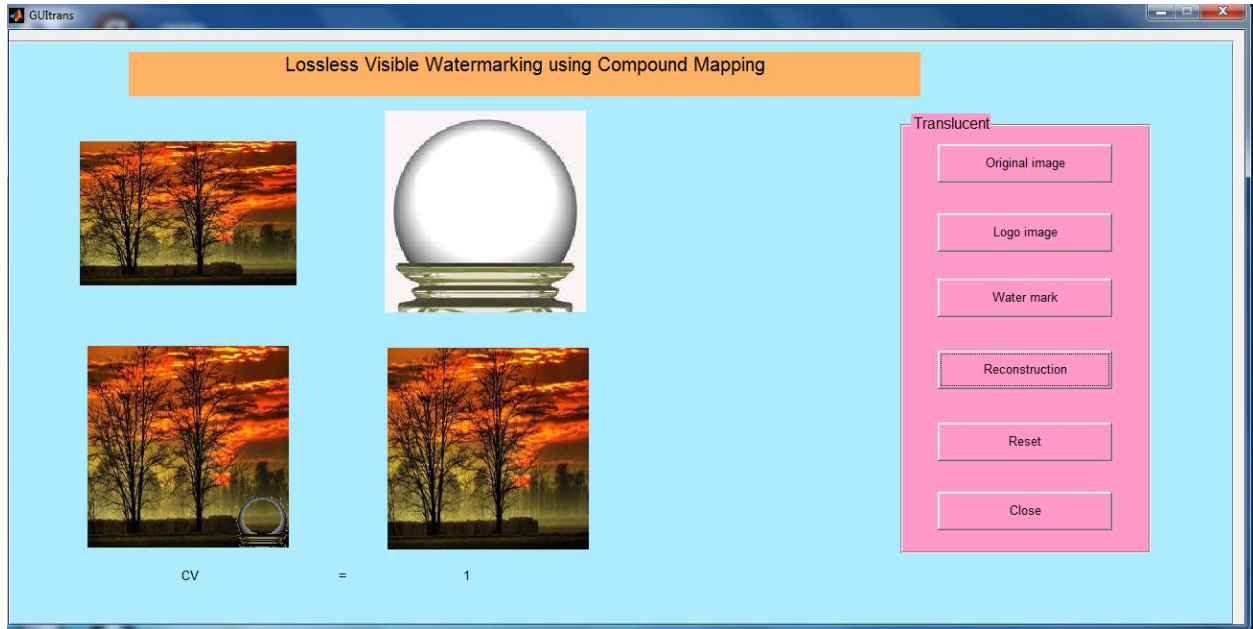 GUItrans
Lossless Visible Watermarking using Compound Mapping
Translucent
Original image
Logo image
Water mark
Reconstruction
Reset
Close
CV = 1